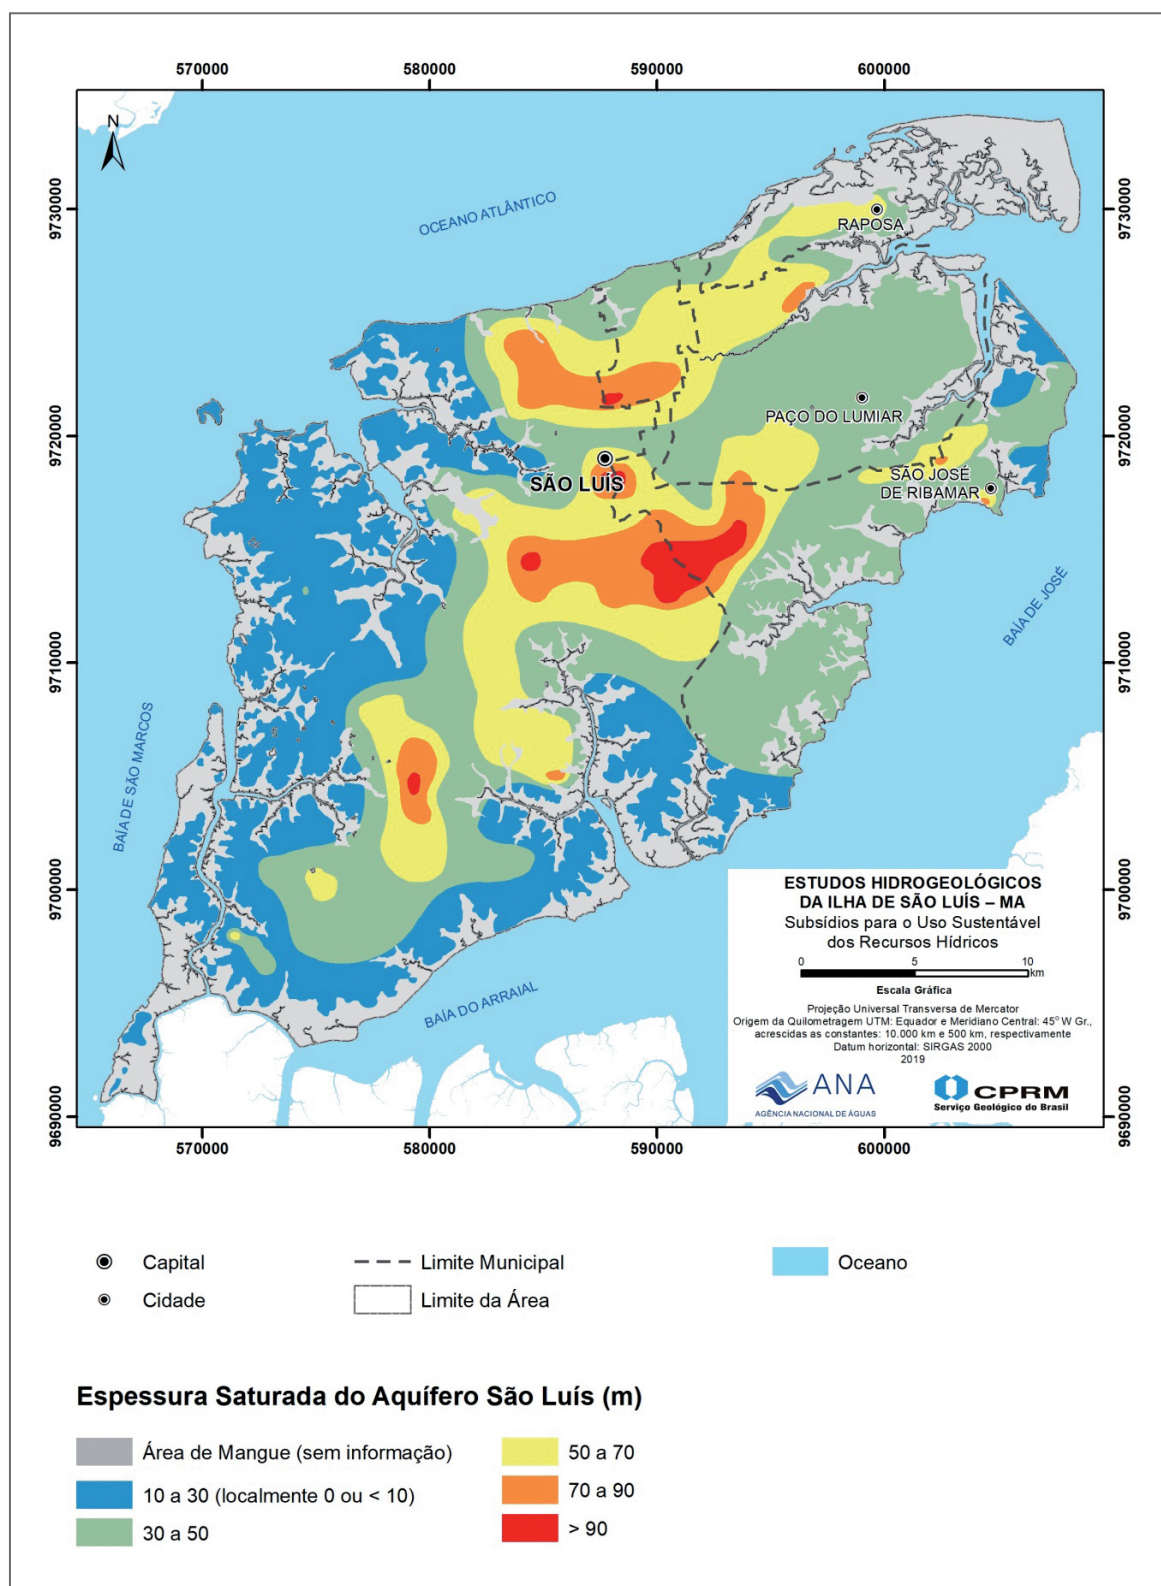 570000
580000
590000
600000
N
9730000
9730000
OCEANO ATLÂNTICO
RAPOSA
9720000
9720000
PAÇO DO LUMIAR
SÃO LUÍS
SÃO JOSÉ
DE RIBAMAR
BAÍA DE JOSÉ
9710000
9710000
BAÍA DE SÃO MARCOS
9700000
9700000
BAÍA DO ARRAIAL
ESTUDOS HIDROGEOLÓGICOS
DA ILHA DE SÃO LUÍS – MA
Subsídios para o Uso Sustentável
dos Recursos Hídricos
0 5 10
km
Escala Gráfica
Projeção Universal Transversa de Mercator
Origem da Quilometragem UTM: Equador e Meridiano Central: 45° W Gr.,
acrescidas as constantes: 10.000 km e 500 km, respectivamente
Datum horizontal: SIRGAS 2000
2019
ANA
AGÊNCIA NACIONAL DE ÁGUAS
CPRM
Serviço Geológico do Brasil
9690000
9690000
570000
580000
590000
600000
Capital
Limite Municipal
Oceano
Cidade
Limite da Área
Espessura Saturada do Aquífero São Luís (m)
Área de Mangue (sem informação)
50 a 70
10 a 30 (localmente 0 ou < 10)
70 a 90
30 a 50
> 90